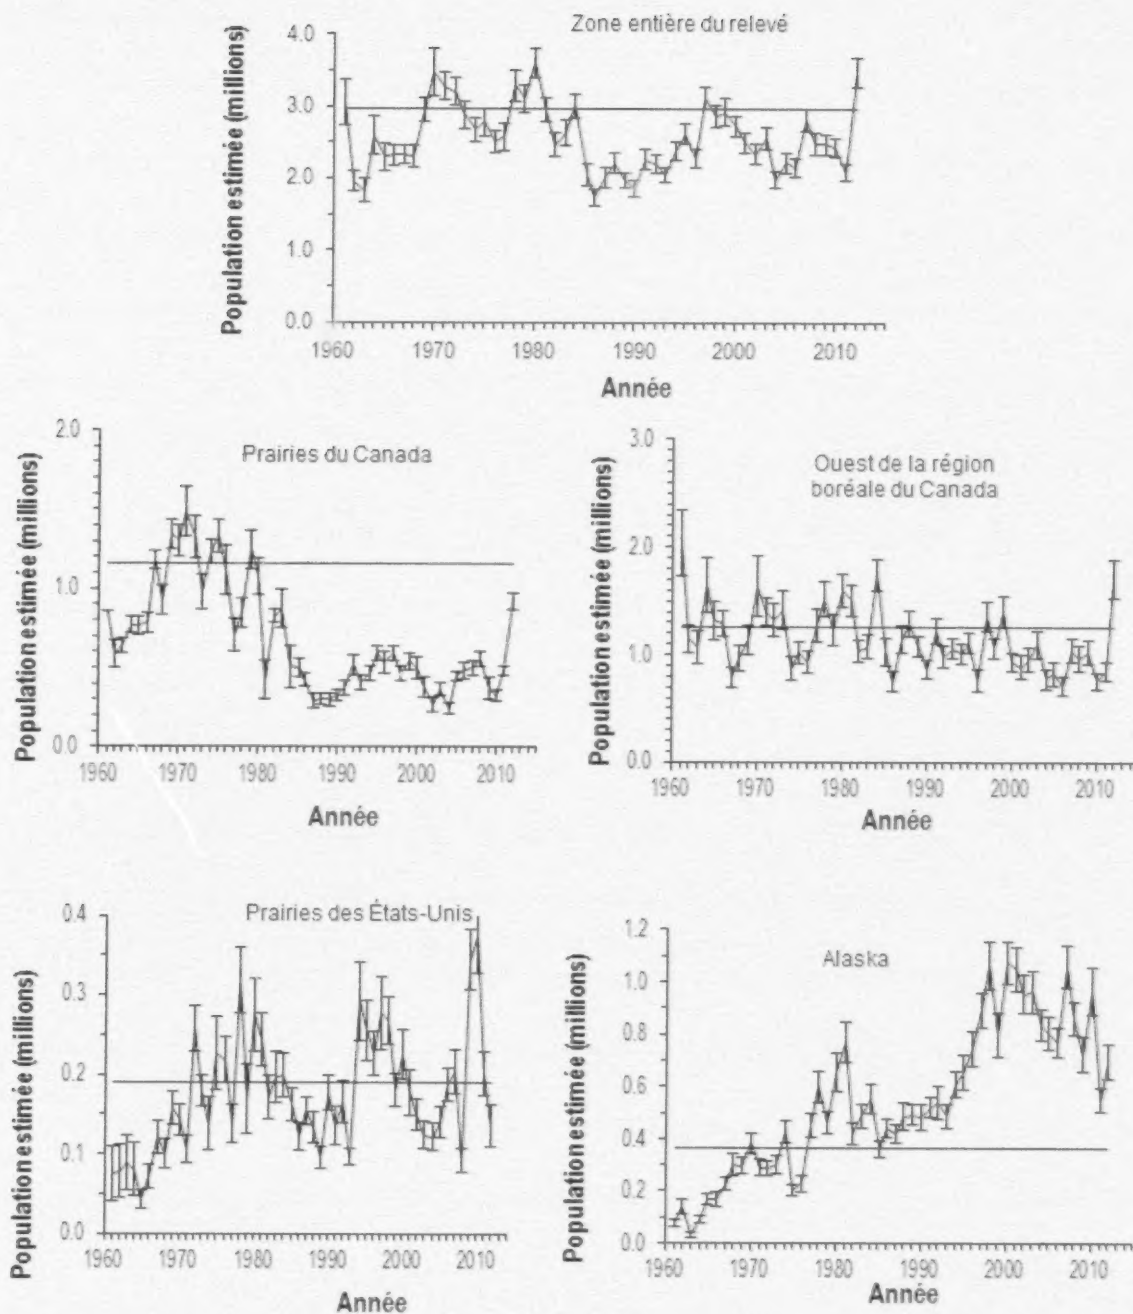 Zone entière du relevé
Population estimée (millions)
4.0
3.0
2.0
1.0
0.0
1960 1970 1980 1990 2000 2010
Année
Prairies du Canada
Population estimée (millions)
2.0
1.0
0.0
1960 1970 1980 1990 2000 2010
Année
Ouest de la région
boréale du Canada
Population estimée (millions)
3.0
2.0
1.0
0.0
1960 1970 1980 1990 2000 2010
Année
Prairies des États-Unis
Population estimée (millions)
0.4
0.3
0.2
0.1
0.0
1960 1970 1980 1990 2000 2010
Année
Alaska
Population estimée (millions)
1.2
1.0
0.8
0.6
0.4
0.2
0.0
1960 1970 1980 1990 2000 2010
Année